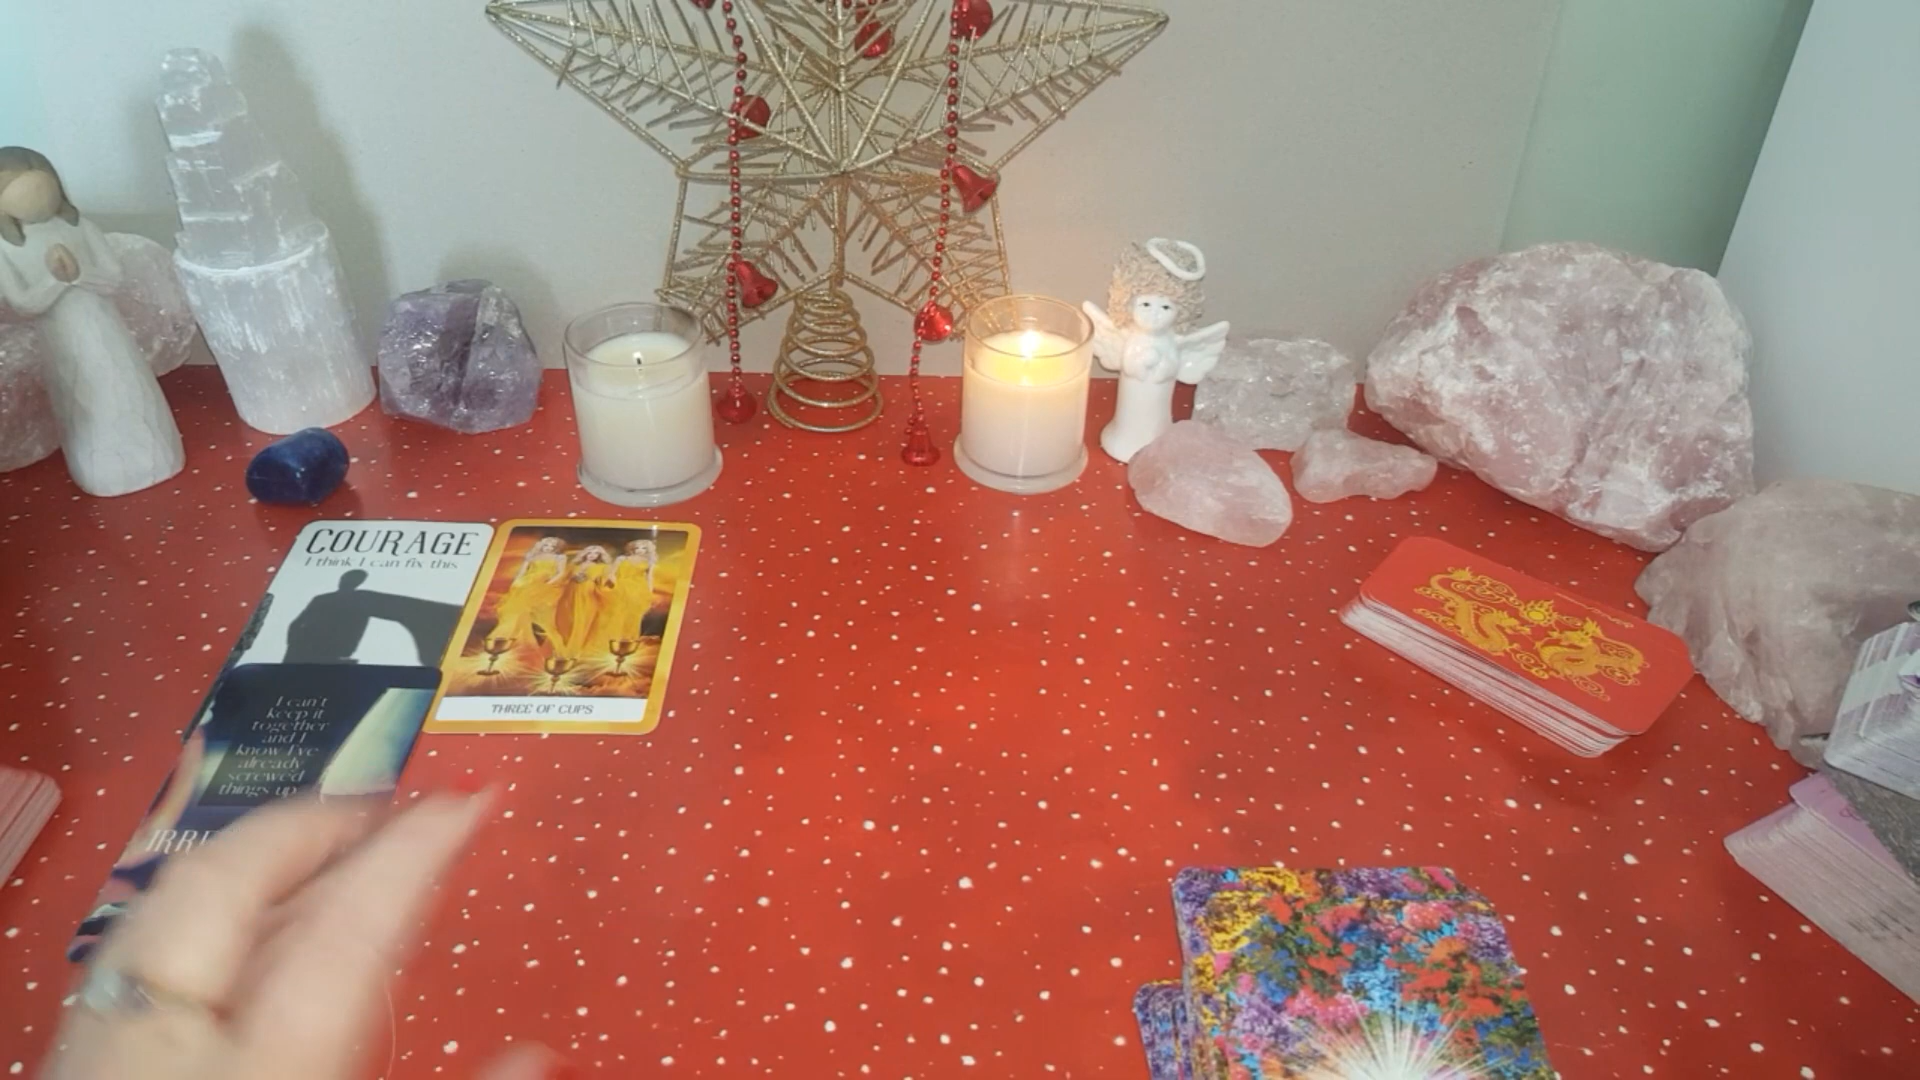 COURAGE
I think I can fix this
THREE OF CUPS
I can't
keep it
together
and I
know I've
already
screwed
things up